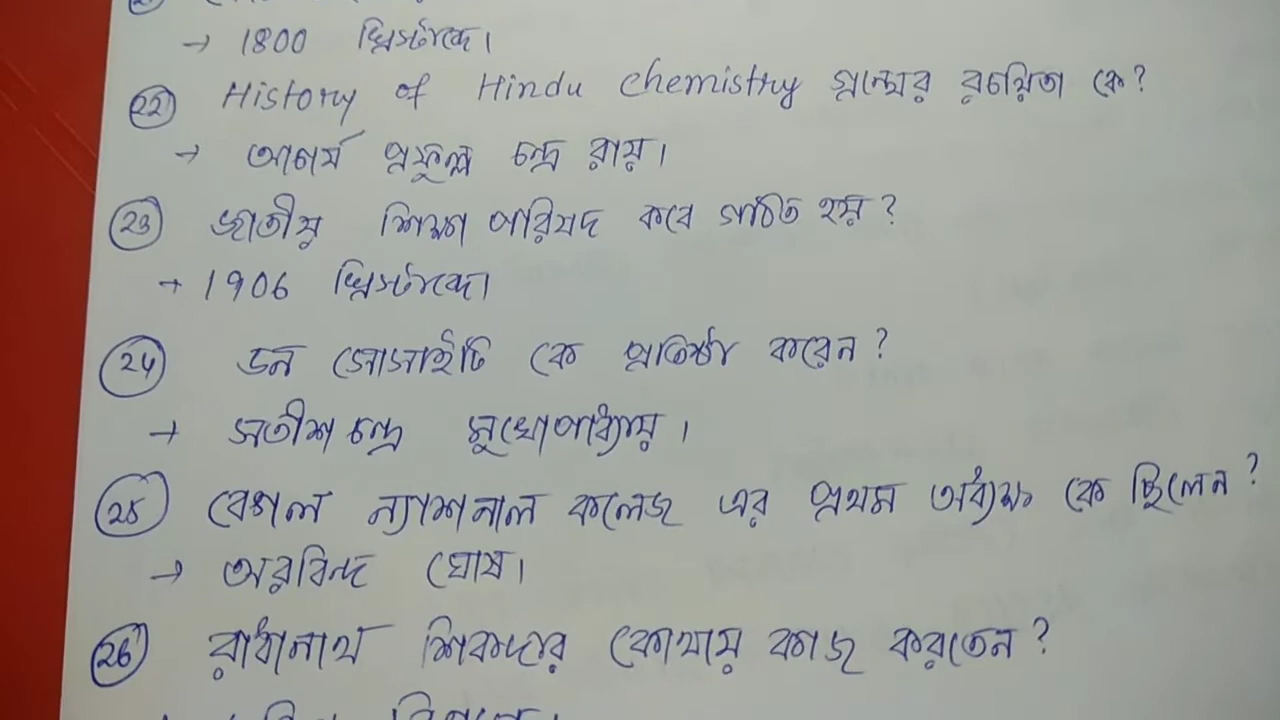 → 1800 খ্রিস্টাব্দে।
22) History of Hindu Chemistry গ্রন্থের রচয়িতা কে?
→ আচার্য প্রফুল্ল চন্দ্র রায়।
23) জাতীয় শিক্ষা পরিষদ কবে গঠিত হয়?
→ 1906 খ্রিস্টাব্দে।
24) ডন সোসাইটি কে প্রতিষ্ঠা করেন?
→ সতীশ চন্দ্র মুখোপাধ্যায়।
25) বেঙ্গল ন্যাশনাল কলেজ এর প্রথম অধ্যক্ষ কে ছিলেন?
→ অরবিন্দ ঘোষ।
26) রাধানাথ শিকদার কোথায় কাজ করতেন?